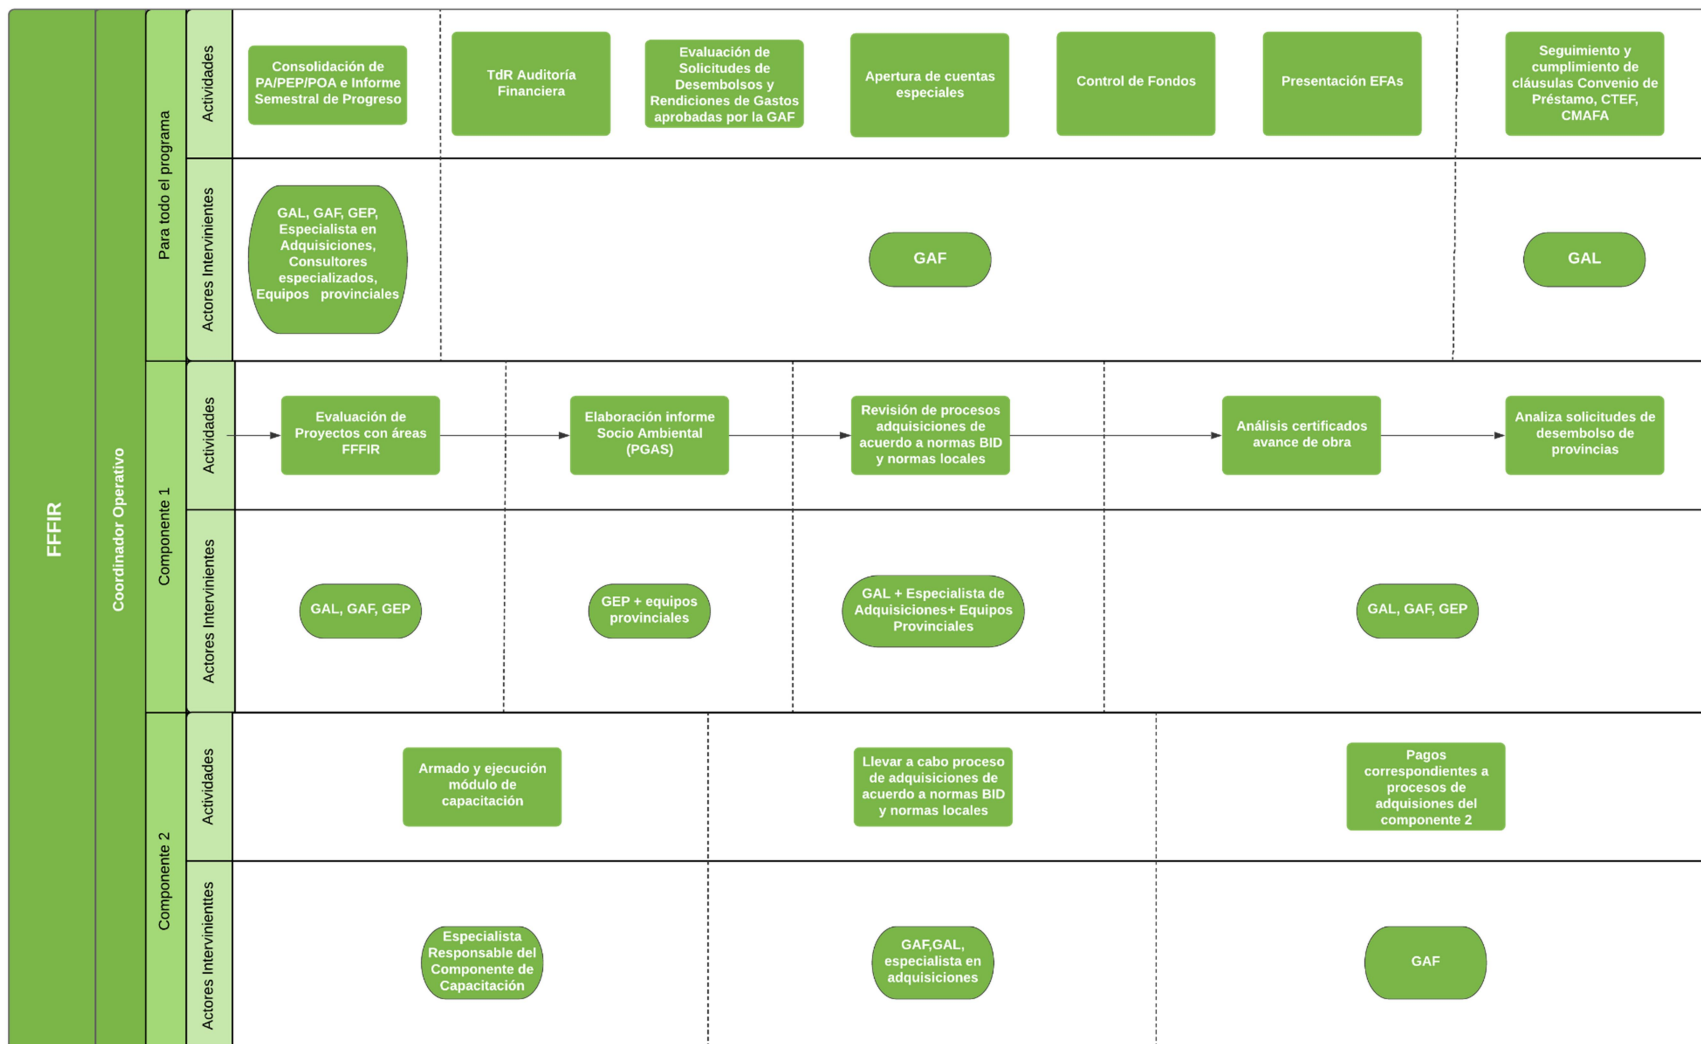 FFFIR
Coordinador Operativo
Para todo el programa
Actividades
Consolidación de
PA/PEP/POA e Informe
Semestral de Progreso
TdR Auditoría
Financiera
Evaluación de
Solicitudes de
Desembolsos y
Rendiciones de Gastos
aprobadas por la GAF
Apertura de cuentas
especiales
Control de Fondos
Presentación EFAs
Seguimiento y
cumplimiento de
cláusulas Convenio de
Préstamo, CTEF,
CMAFA
Actores Intervinientes
GAL, GAF, GEP,
Especialista en
Adquisiciones,
Consultores
especializados,
Equipos provinciales
GAF
GAL
Componente 1
Actividades
Evaluación de
Proyectos con áreas
FFFIR
Elaboración informe
Socio Ambiental
(PGAS)
Revisión de procesos
adquisiciones de
acuerdo a normas BID
y normas locales
Análisis certificados
avance de obra
Analiza solicitudes de
desembolso de
provincias
Actores Intervinientes
GAL, GAF, GEP
GEP + equipos
provinciales
GAL + Especialista de
Adquisiciones+ Equipos
Provinciales
GAL, GAF, GEP
Componente 2
Actividades
Armado y ejecución
módulo de
capacitación
Llevar a cabo proceso
de adquisiciones de
acuerdo a normas BID
y normas locales
Pagos
correspondientes a
procesos de
adquisiones del
componente 2
Actores Intervinienttes
Especialista
Responsable del
Componente de
Capacitación
GAF,GAL,
especialista en
adquisiciones
GAF